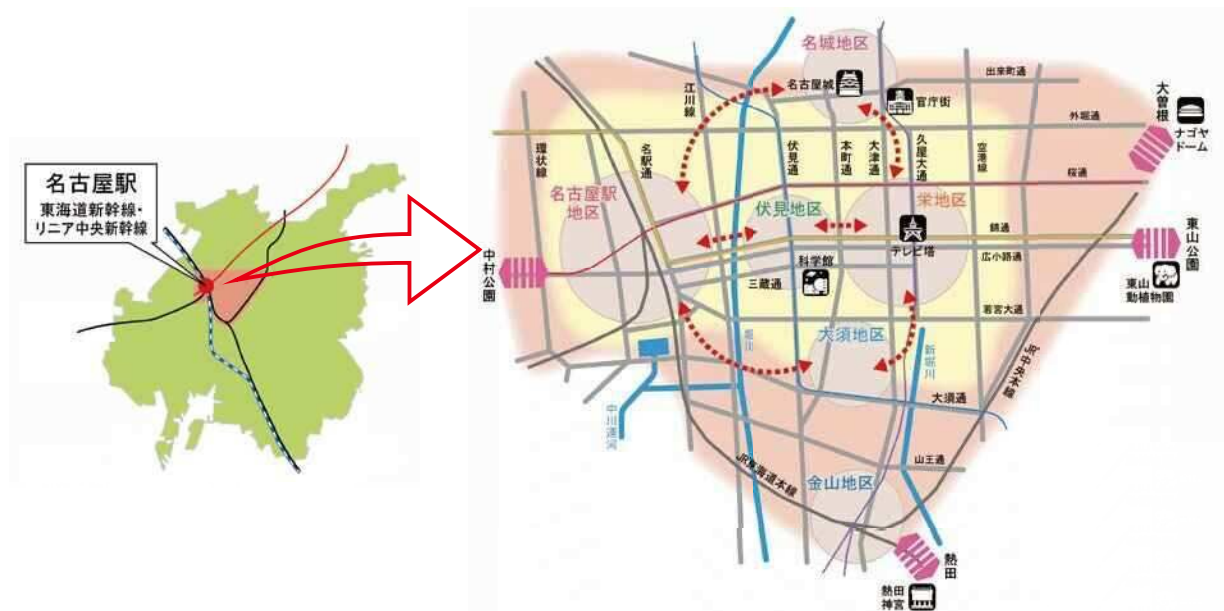 名古屋駅
東海道新幹線・
リニア中央新幹線
名城地区
名古屋城
出来町通
官庁街
江川線
外堀通
大曽根
ナゴヤ
ドーム
環状線
名駅通
伏見通
本町通
大津通
久屋大通
空港線
桜通
名古屋駅
地区
伏見地区
栄地区
テレビ塔
錦通
東山公園
中村公園
科学館
広小路通
三蔵通
東山
動植物園
若宮大通
堀川
大須地区
新堀川
JR中央本線
中川運河
大須通
山王通
JR東海道本線
金山地区
熱田
熱田
神宮